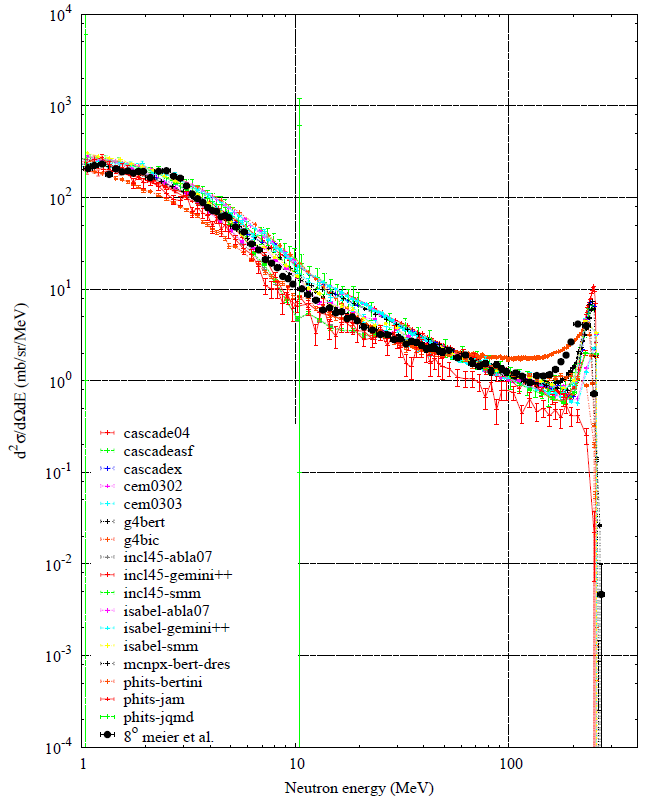 10^4
10^3
10^2
10^1
10^0
10^-1
10^-2
10^-3
10^-4
d^2σ/dΩdE (mb/sr/MeV)
cascade04
cascadeasf
cascadex
cem0302
cem0303
g4bert
g4bic
incl45-abla07
incl45-gemini++
incl45-smm
isabel-abla07
isabel-gemini++
isabel-smm
mcnpx-bert-dres
phits-bertini
phits-jam
phits-jqmd
8° meier et al.
1 10 100
Neutron energy (MeV)